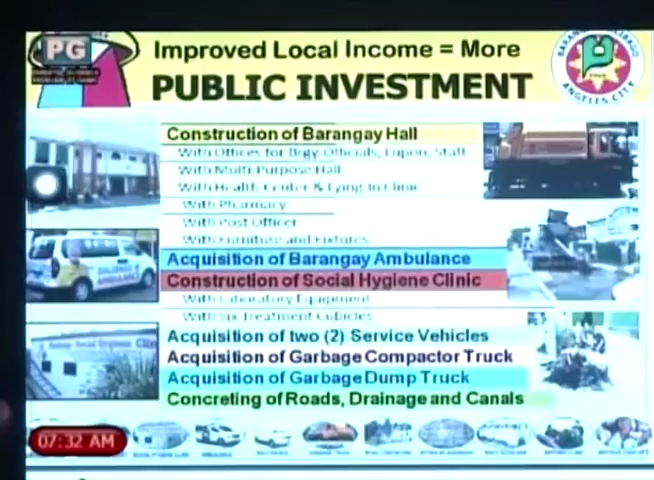 PG
Improved Local Income = More
PUBLIC INVESTMENT
ANGELES CITY
Construction of Barangay Hall
With Offices for Brgy Officials, Lupon, Staff
With Multi-Purpose Hall
With Health Center & Lying In Clinic
With Pharmacy
With Post Officer
With Furniture and Fixtures
Acquisition of Barangay Ambulance
Construction of Social Hygiene Clinic
With Laboratory Equipment
With Six Treatment Cubicles
Acquisition of two (2) Service Vehicles
Acquisition of Garbage Compactor Truck
Acquisition of Garbage Dump Truck
Concreting of Roads, Drainage and Canals
07:32 AM